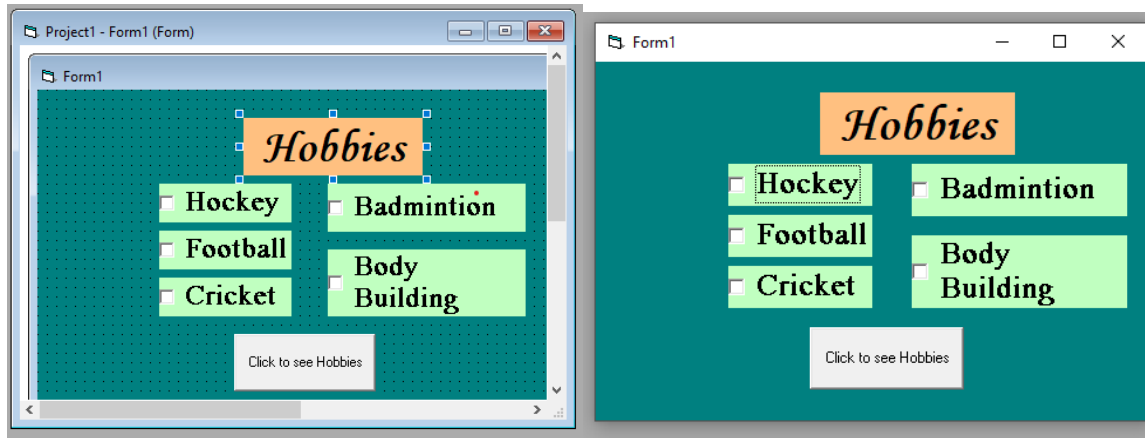 Project1 - Form1 (Form)
Form1
Hobbies
Hockey
Badmintion
Football
Body
Building
Cricket
Click to see Hobbies
Form1
Hobbies
Hockey
Badmintion
Football
Body
Building
Cricket
Click to see Hobbies